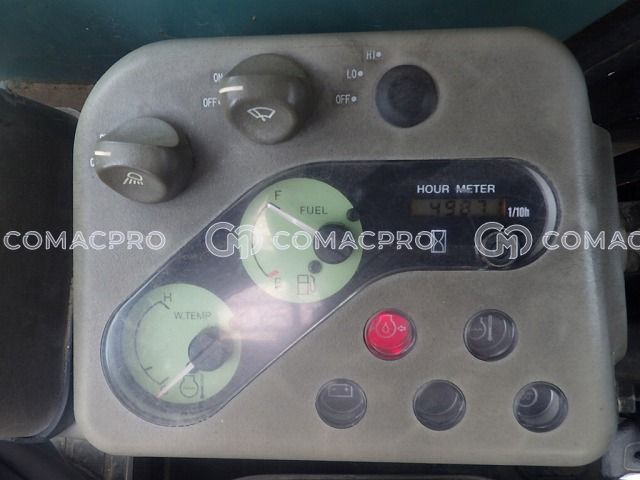 HI
ON
LO
OFF
OFF
HOUR METER
1/10h
F
FUEL
E
COMACPRO COMACPRO COMACPRO
H
W.TEMP